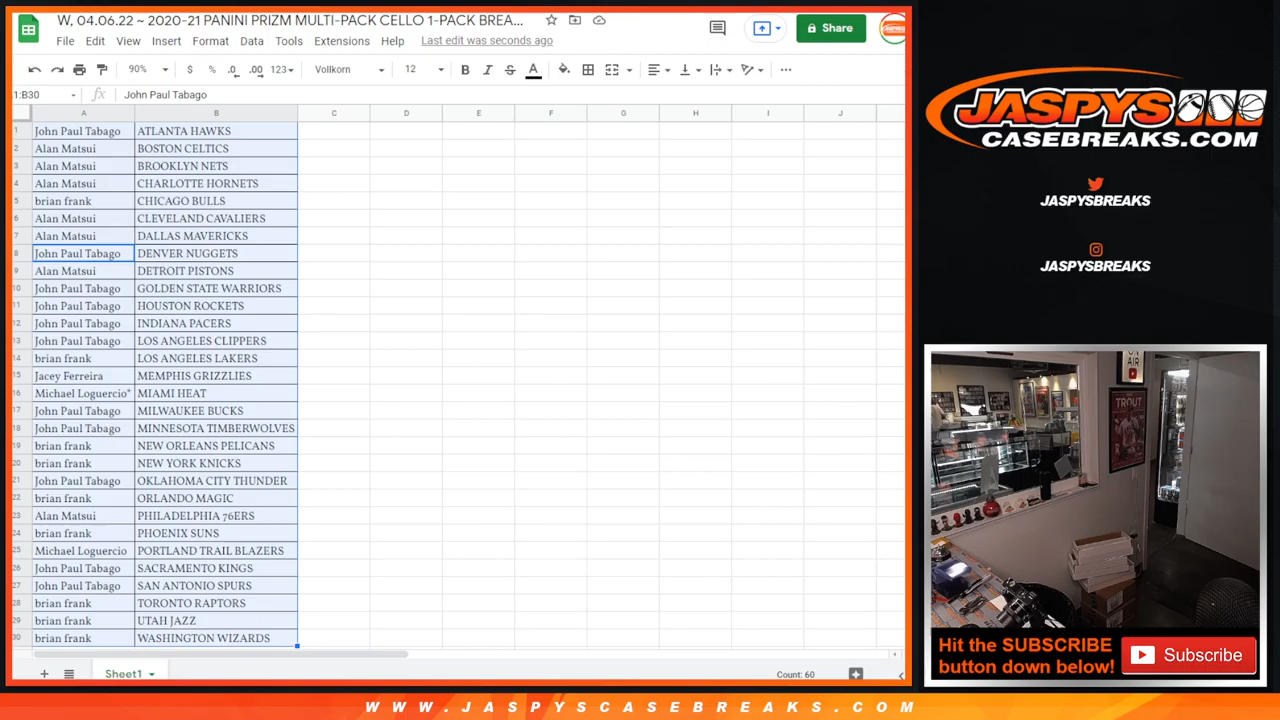 W, 04.06.22 ~ 2020-21 PANINI PRIZM MULTI-PACK CELLO 1-PACK BREA...
File Edit View Insert Format Data Tools Extensions Help Last edit was seconds ago
Share
90% $ % .0 .00 123 Vollkorn 12 B I S A
1:B30 fx John Paul Tabago
A B C D E F G H I J
1 John Paul Tabago ATLANTA HAWKS
2 Alan Matsui BOSTON CELTICS
3 Alan Matsui BROOKLYN NETS
4 Alan Matsui CHARLOTTE HORNETS
5 brian frank CHICAGO BULLS
6 Alan Matsui CLEVELAND CAVALIERS
7 Alan Matsui DALLAS MAVERICKS
8 John Paul Tabago DENVER NUGGETS
9 Alan Matsui DETROIT PISTONS
10 John Paul Tabago GOLDEN STATE WARRIORS
11 John Paul Tabago HOUSTON ROCKETS
12 John Paul Tabago INDIANA PACERS
13 John Paul Tabago LOS ANGELES CLIPPERS
14 brian frank LOS ANGELES LAKERS
15 Jacey Ferreira MEMPHIS GRIZZLIES
16 Michael Loguercio* MIAMI HEAT
17 John Paul Tabago MILWAUKEE BUCKS
18 John Paul Tabago MINNESOTA TIMBERWOLVES
19 brian frank NEW ORLEANS PELICANS
20 brian frank NEW YORK KNICKS
21 John Paul Tabago OKLAHOMA CITY THUNDER
22 brian frank ORLANDO MAGIC
23 Alan Matsui PHILADELPHIA 76ERS
24 brian frank PHOENIX SUNS
25 Michael Loguercio PORTLAND TRAIL BLAZERS
26 John Paul Tabago SACRAMENTO KINGS
27 John Paul Tabago SAN ANTONIO SPURS
28 brian frank TORONTO RAPTORS
29 brian frank UTAH JAZZ
30 brian frank WASHINGTON WIZARDS
Sheet1
Count: 60
JASPYS
CASEBREAKS.COM
JASPYSBREAKS
JASPYSBREAKS
ON AIR
TROUT
Hit the SUBSCRIBE
button down below!
Subscribe
WWW.JASPYSCASEBREAKS.COM